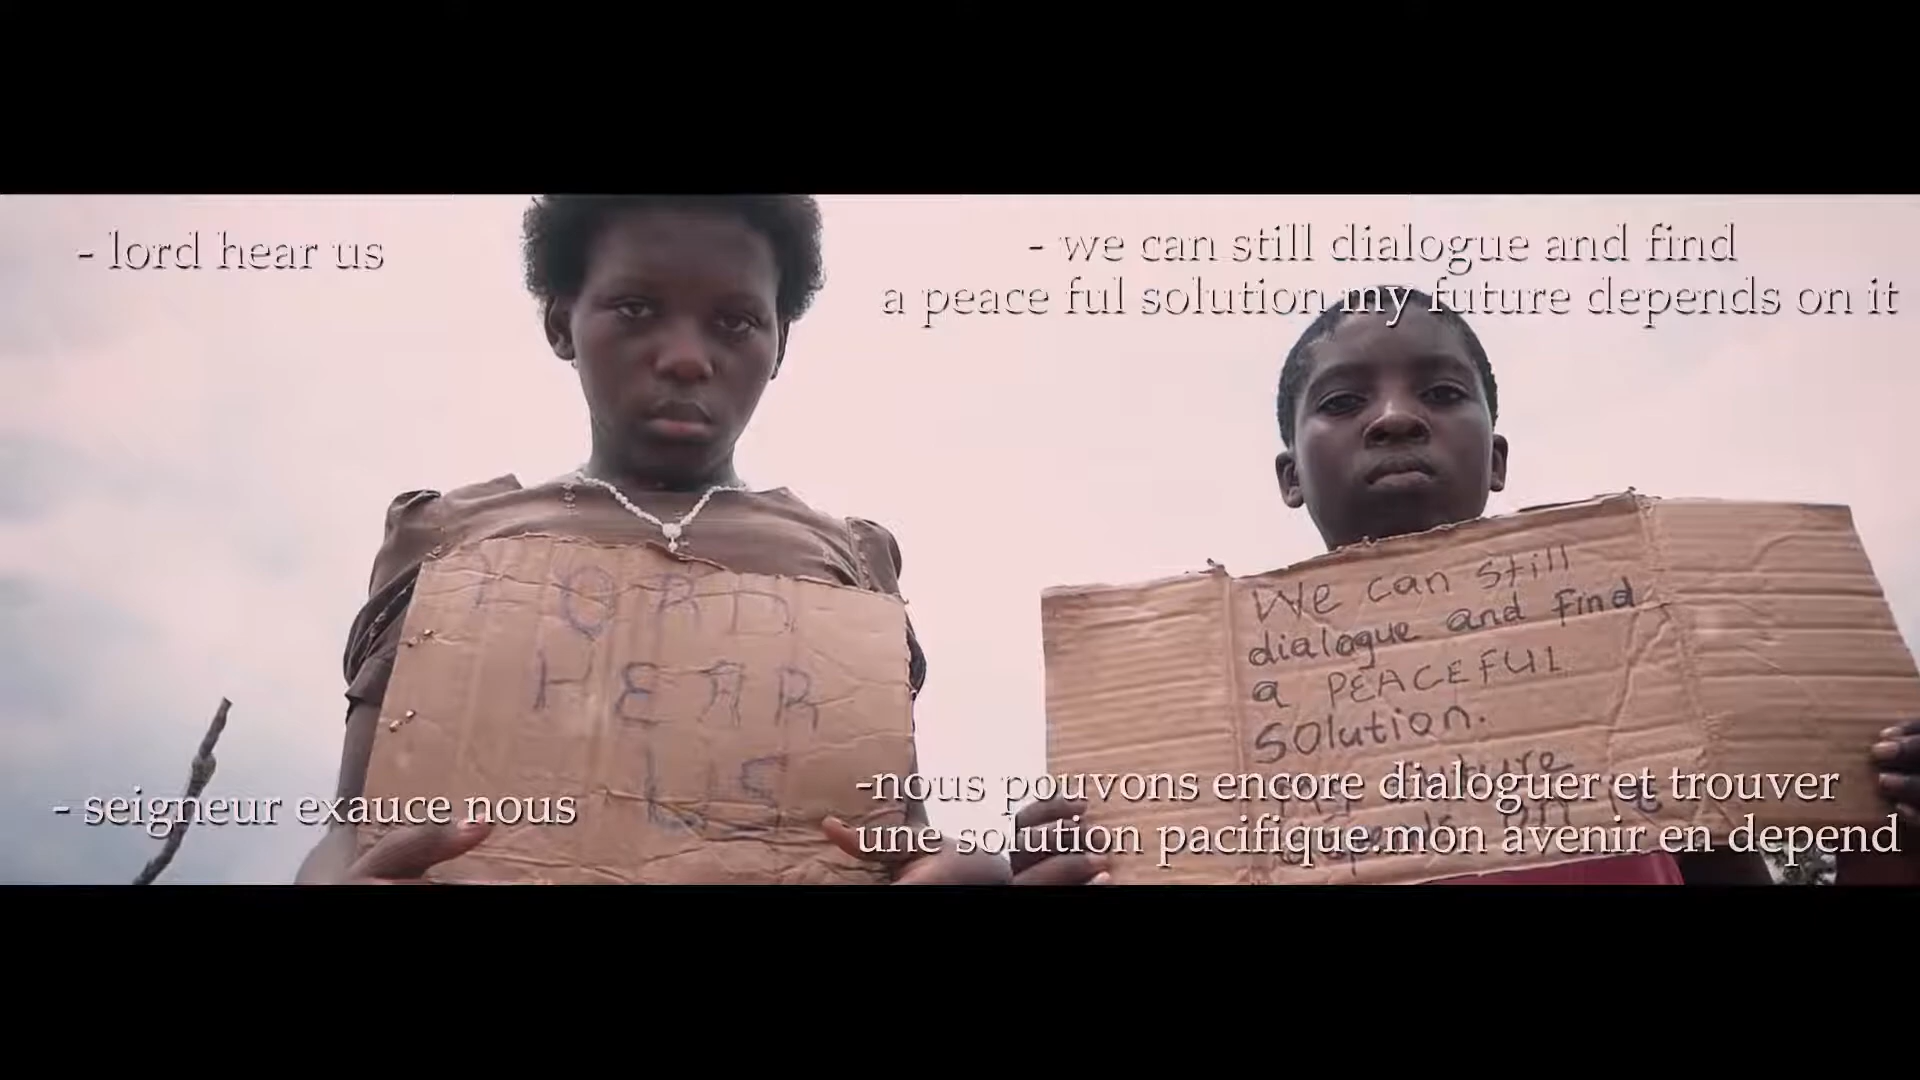 - lord hear us
- we can still dialogue and find
a peace ful solution my future depends on it
LORD
HEAR
US
We can still
dialogue and find
a PEACEFUL
Solution.
- seigneur exauce nous
-nous pouvons encore dialoguer et trouver
une solution pacifique.mon avenir en depend